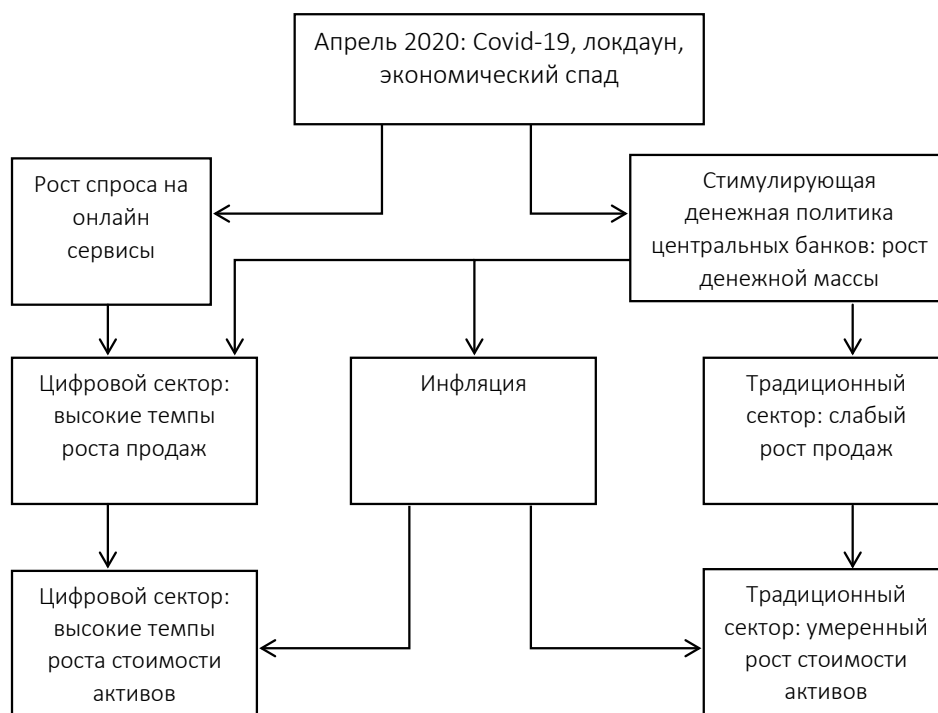 Апрель 2020: Covid-19, локдаун,
экономический спад
Рост спроса на
онлайн
сервисы
Стимулирующая
денежная политика
центральных банков: рост
денежной массы
Цифровой сектор:
высокие темпы
роста продаж
Инфляция
Традиционный
сектор: слабый
рост продаж
Цифровой сектор:
высокие темпы
роста стоимости
активов
Традиционный
сектор: умеренный
рост стоимости
активов